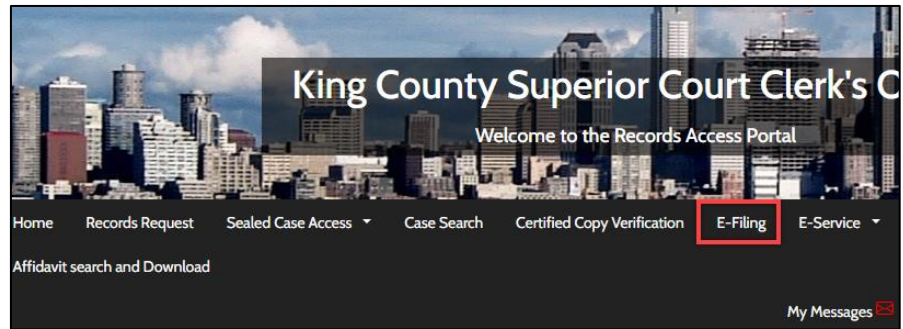 King County Superior Court Clerk's O
Welcome to the Records Access Portal
Home Records Request Sealed Case Access Case Search Certified Copy Verification E-Filing E-Service
Affidavit search and Download
My Messages